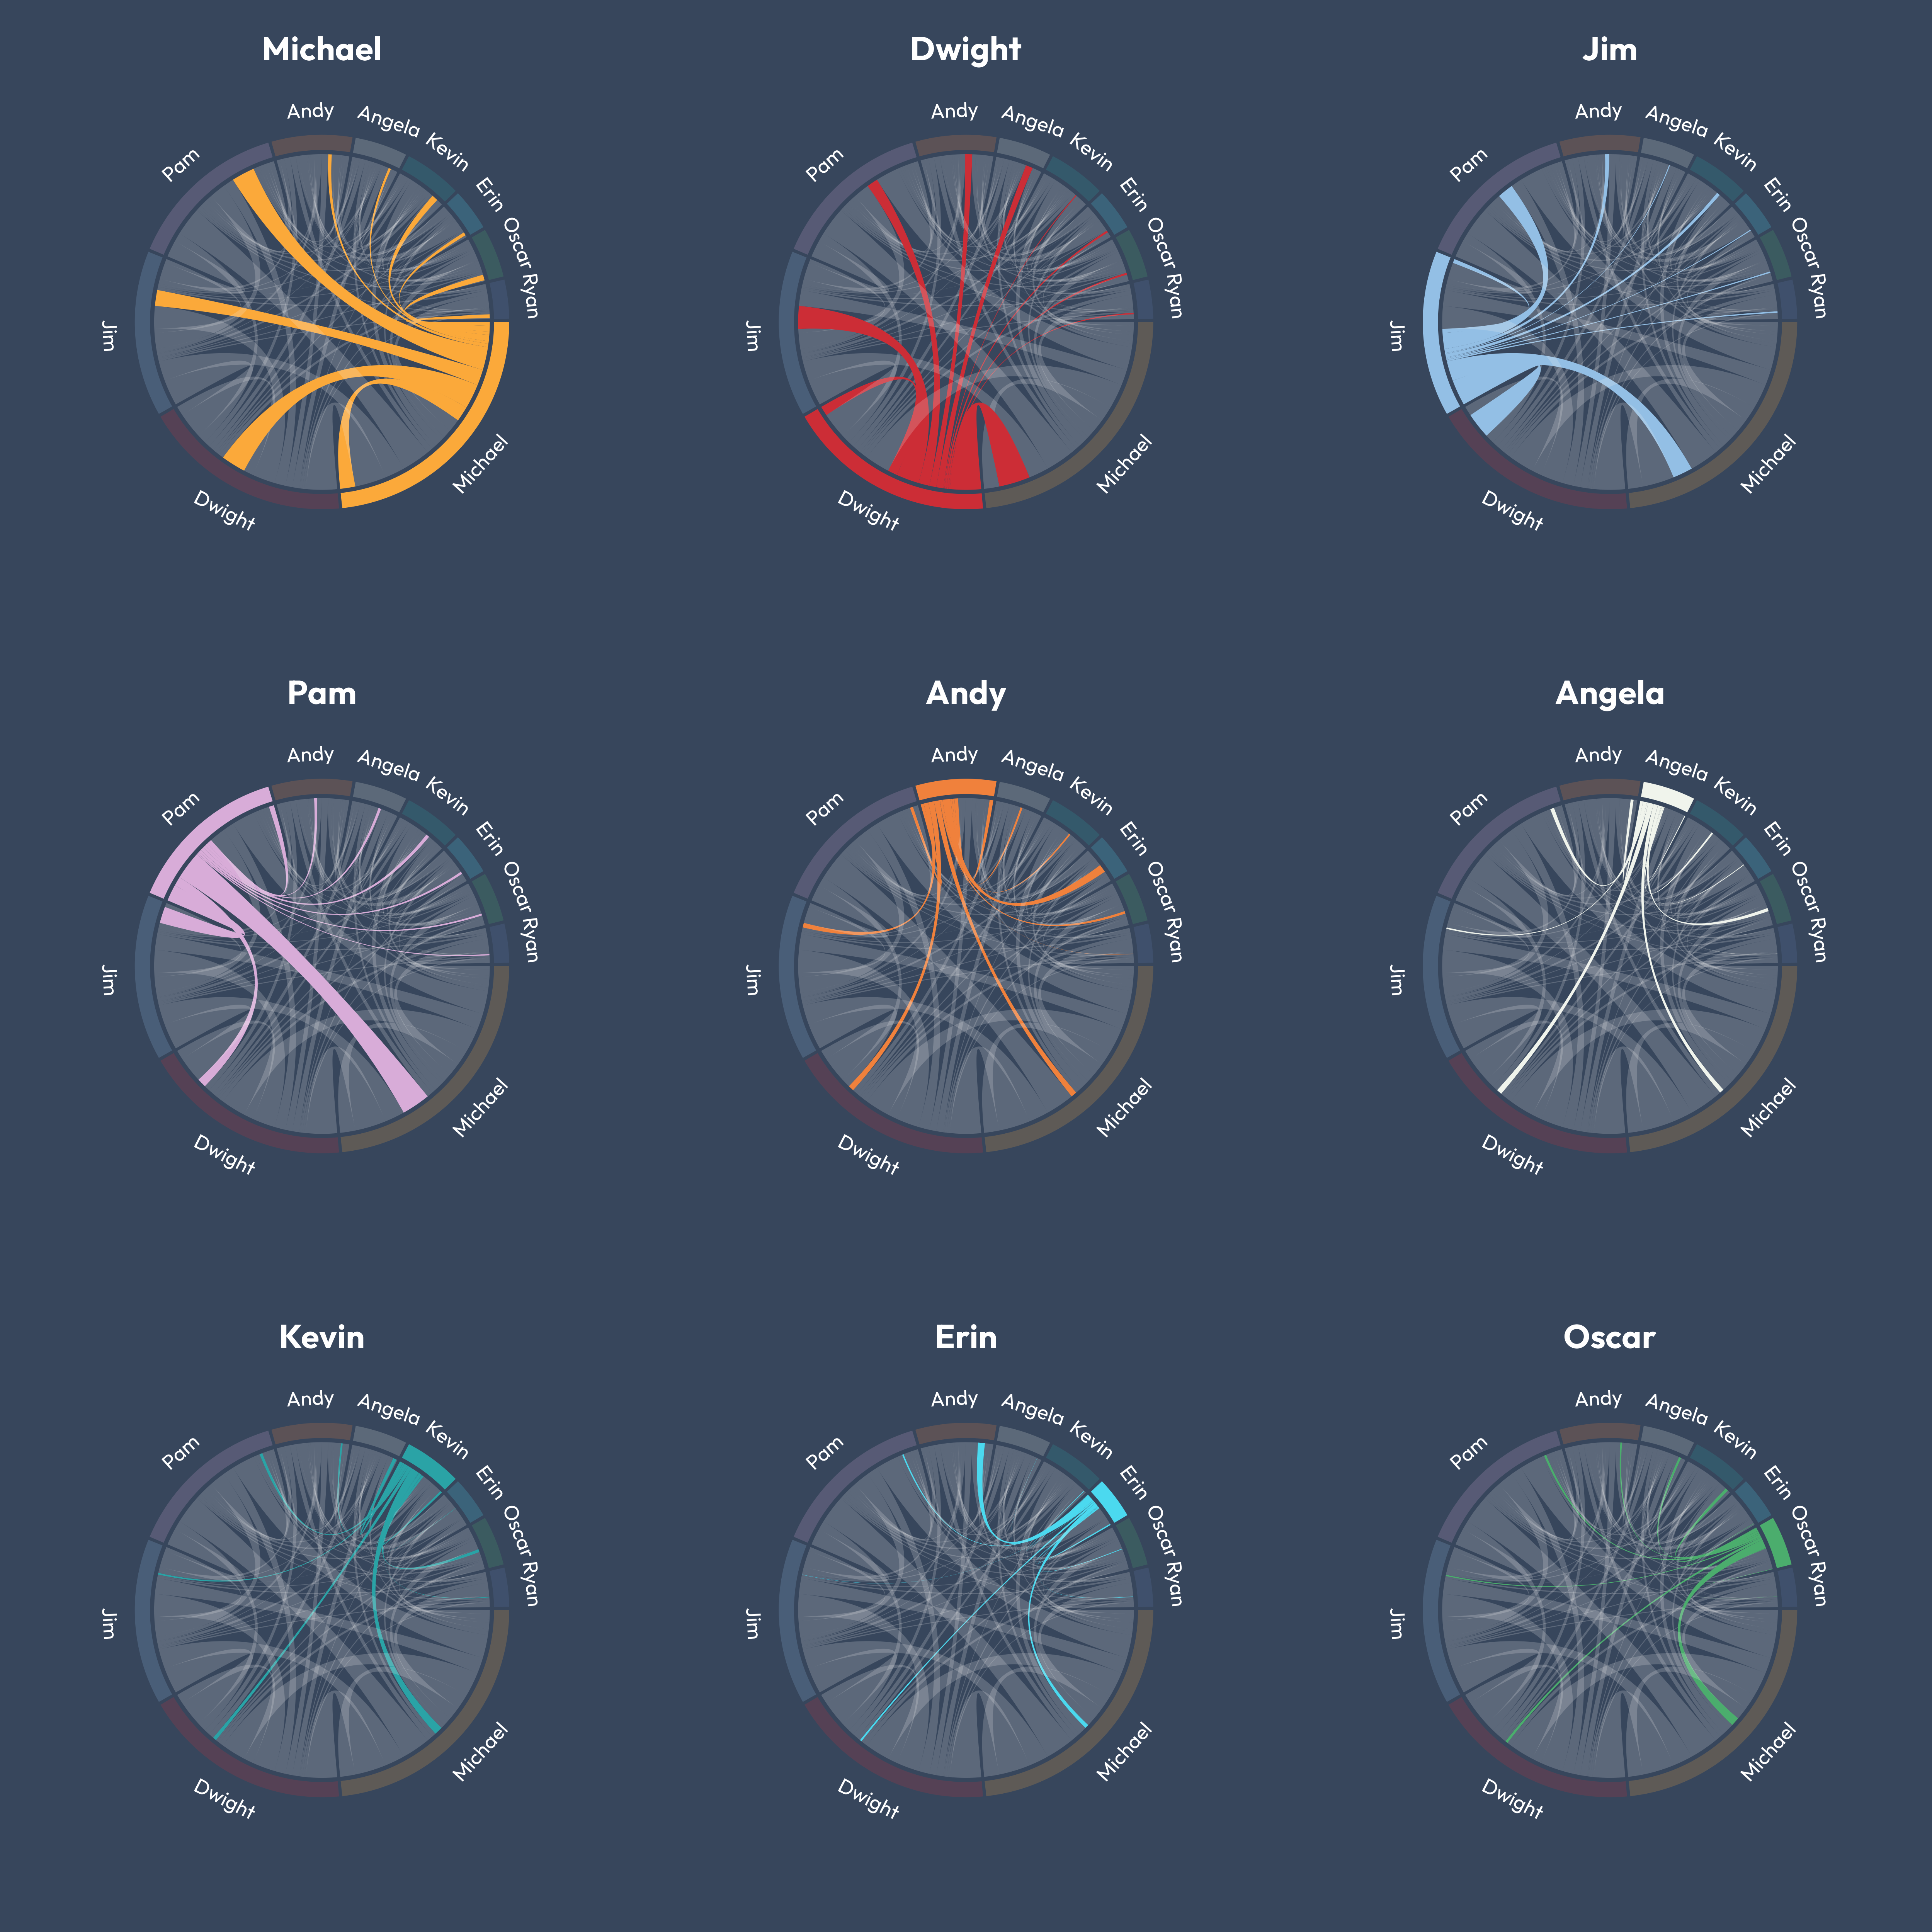 Michael
Dwight
Jim
Andy
Angela
Kevin
Erin
Oscar
Ryan
Michael
Dwight
Jim
Pam
Andy
Angela
Kevin
Erin
Oscar
Ryan
Michael
Dwight
Jim
Pam
Andy
Angela
Kevin
Erin
Oscar
Ryan
Michael
Dwight
Jim
Pam
Pam
Andy
Angela
Andy
Angela
Kevin
Erin
Oscar
Ryan
Michael
Dwight
Jim
Pam
Andy
Angela
Kevin
Erin
Oscar
Ryan
Michael
Dwight
Jim
Pam
Andy
Angela
Kevin
Erin
Oscar
Ryan
Michael
Dwight
Jim
Pam
Kevin
Erin
Oscar
Andy
Angela
Kevin
Erin
Oscar
Ryan
Michael
Dwight
Jim
Pam
Andy
Angela
Kevin
Erin
Oscar
Ryan
Michael
Dwight
Jim
Pam
Andy
Angela
Kevin
Erin
Oscar
Ryan
Michael
Dwight
Jim
Pam